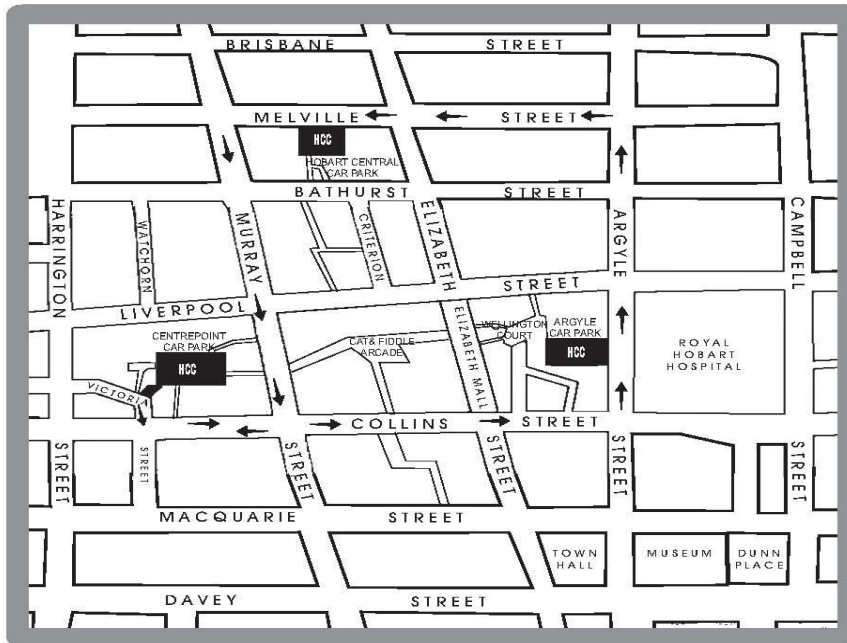 BRISBANE STREET
MELVILLE STREET
HCC
HOBART CENTRAL
CAR PARK
BATHURST STREET
HARRINGTON
WATCHORN
MURRAY
CRITERION
ELIZABETH
ARGYLE
CAMPBELL
LIVERPOOL STREET
CENTREPOINT
CAR PARK
HCC
CAT & FIDDLE
ARCADE
ELIZABETH MALL
WELLINGTON
COURT
ARGYLE
CAR PARK
HCC
ROYAL
HOBART
HOSPITAL
VICTORIA
COLLINS STREET
STREET
STREET
STREET
STREET
STREET
STREET
MACQUARIE STREET
TOWN
HALL
MUSEUM
DUNN
PLACE
DAVEY STREET